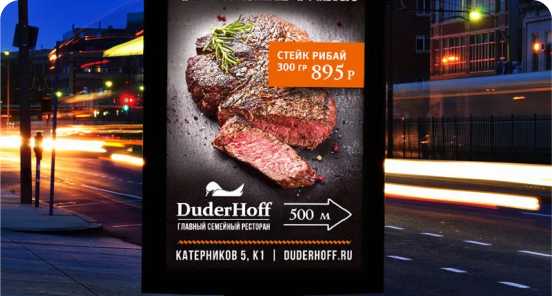 СТЕЙК РИБАЙ
300 ГР 895 Р
DuderHoff
ГЛАВНЫЙ СЕМЕЙНЫЙ РЕСТОРАН
500 м
КАТЕРНИКОВ 5, К1 | DUDERHOFF.RU